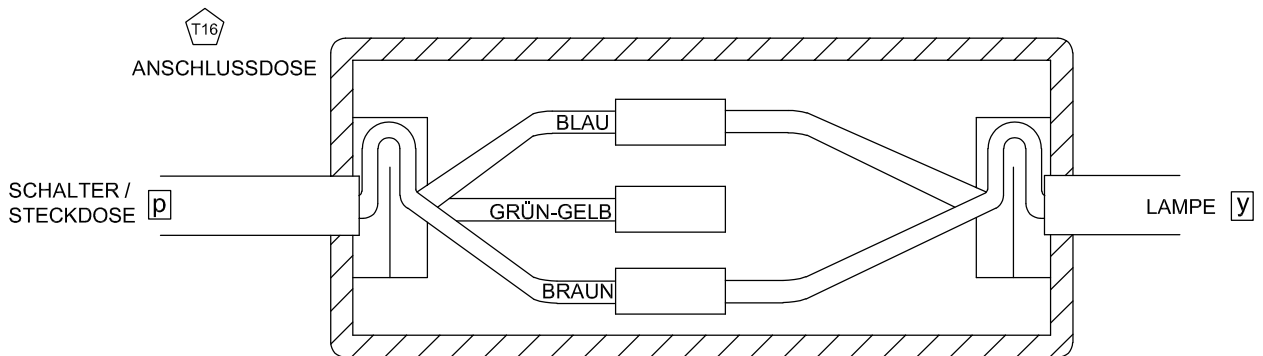 T16
ANSCHLUSSDOSE
BLAU
SCHALTER /
STECKDOSE p
GRÜN-GELB
LAMPE y
BRAUN